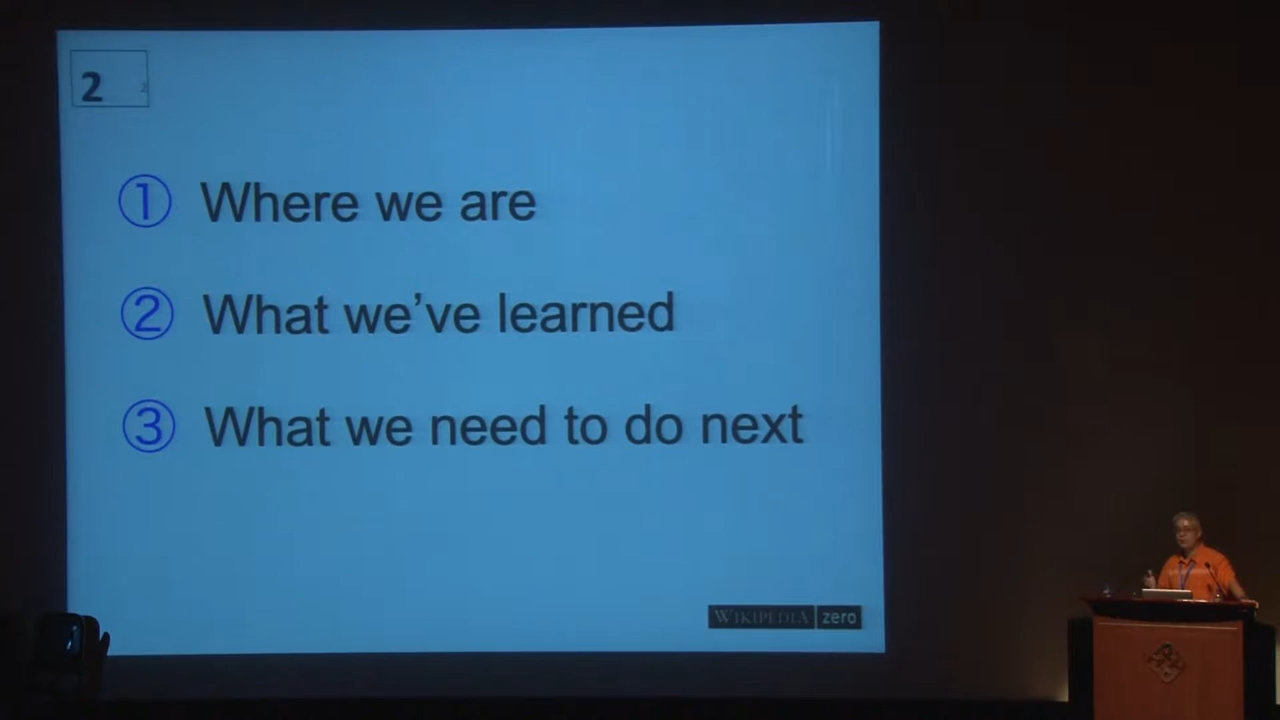 2
2
① Where we are
② What we've learned
③ What we need to do next
WIKIPEDIA zero